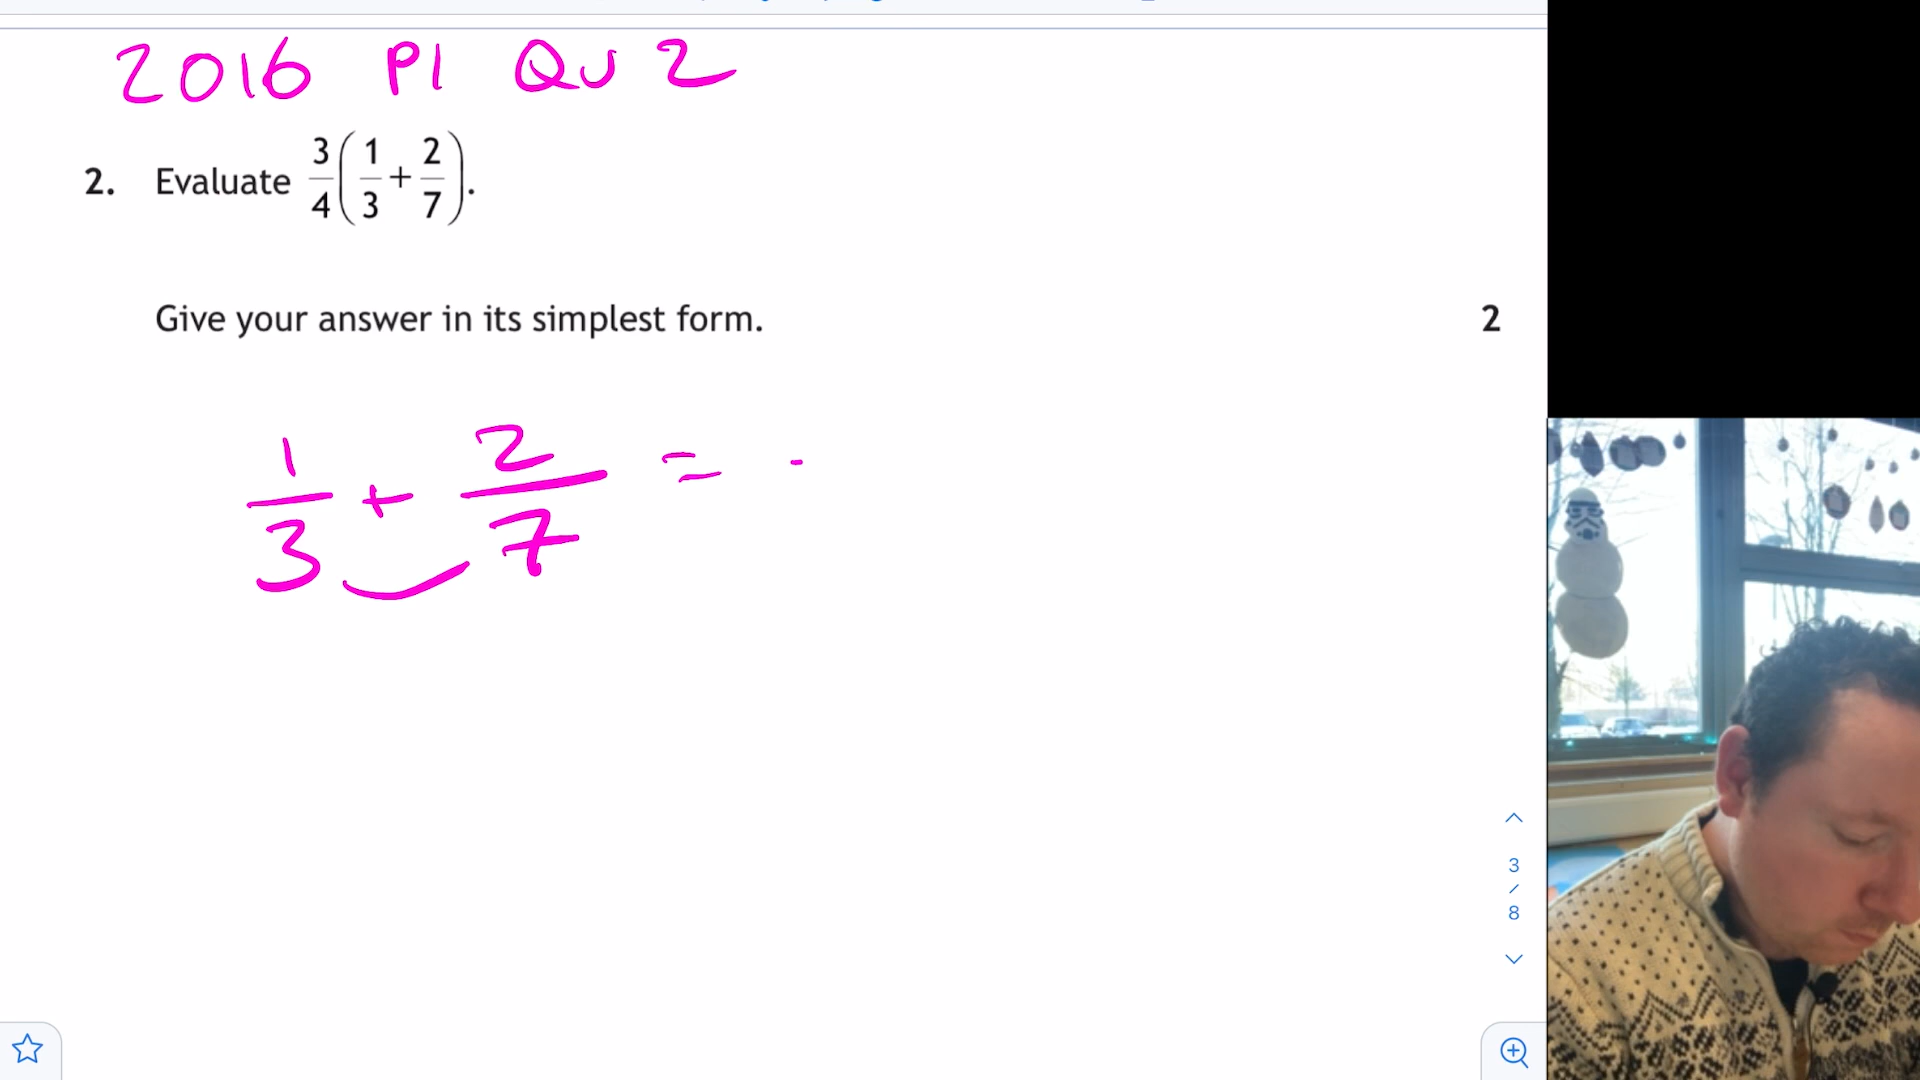 2016 P1 QU 2
2. Evaluate 3/4(1/3+2/7).
Give your answer in its simplest form. 2
1/3 + 2/7 =
3
/
8